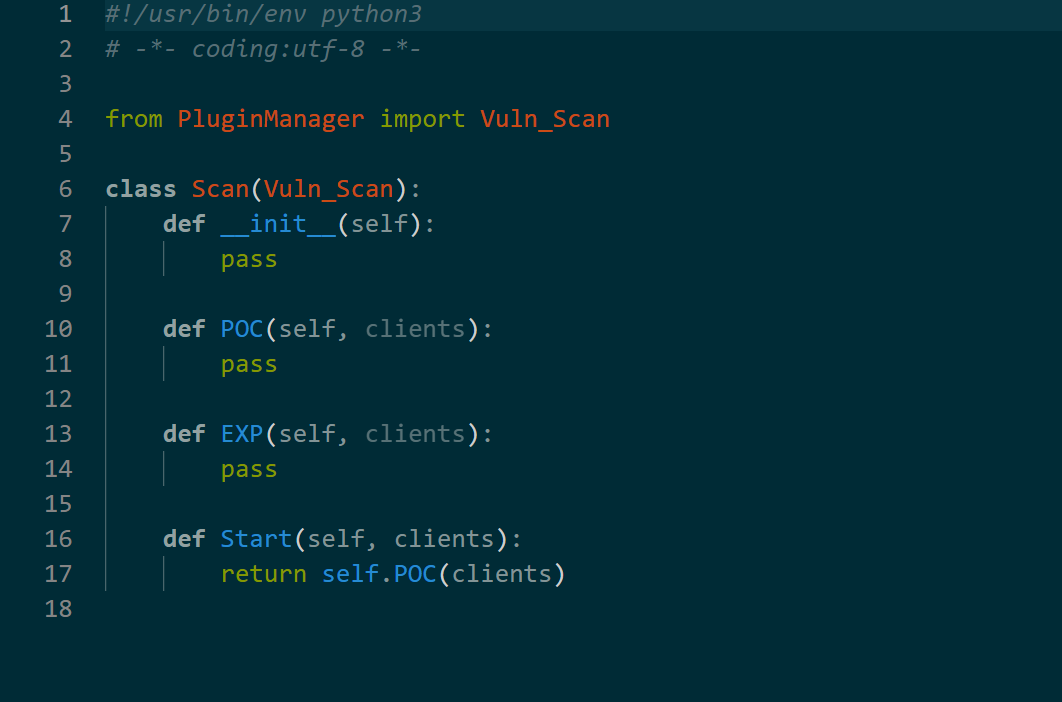 1 #!/usr/bin/env python3
2 # -*- coding:utf-8 -*-
3
4 from PluginManager import Vuln_Scan
5
6 class Scan(Vuln_Scan):
7     def __init__(self):
8         pass
9
10     def POC(self, clients):
11         pass
12
13     def EXP(self, clients):
14         pass
15
16     def Start(self, clients):
17         return self.POC(clients)
18